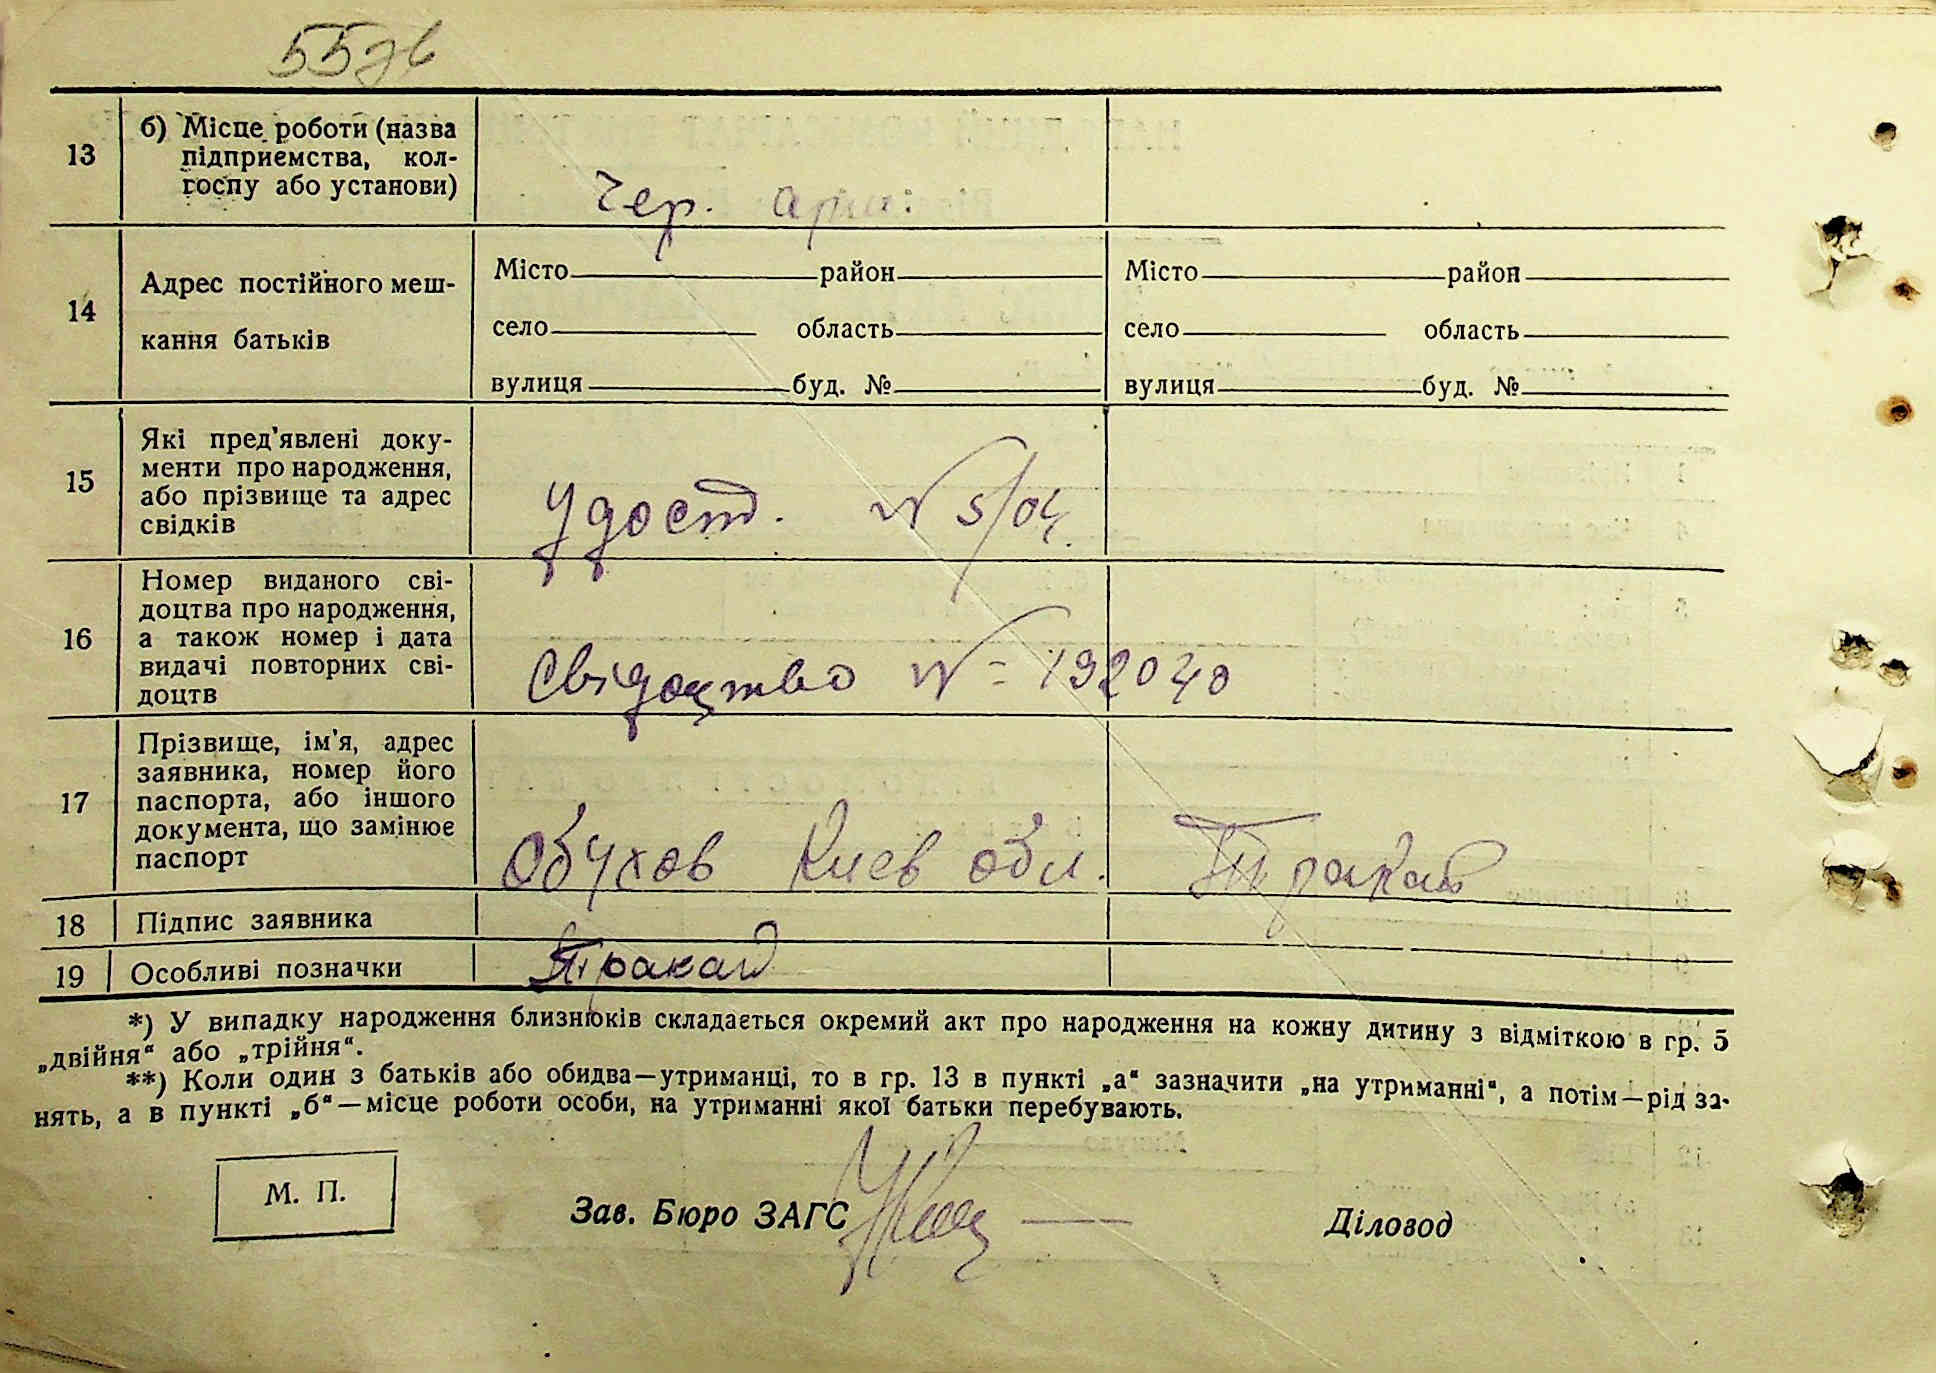 55зв
13 б) Місце роботи (назва
підприємства, кол-
госпу або установи)
Чер. арм.
14 Адрес постійного меш-
кання батьків
Місто район Місто район
село область село область
вулиця буд. № вулиця буд. №
15 Які пред'явлені доку-
менти про народження,
або прізвище та адрес
свідків
Удост. № 5/04
16 Номер виданого сві-
доцтва про народження,
а також номер і дата
видачі повторних сві-
доцтв
Свідоцтво № 192040
17 Прізвище, ім'я, адрес
заявника, номер його
паспорта, або іншого
документа, що замінює
паспорт
Обухов Киев обл.
18 Підпис заявника
19 Особливі позначки
*) У випадку народження близнюків складається окремий акт про народження на кожну дитину з відміткою в гр. 5
„двійня“ або „трійня“.
**) Коли один з батьків або обидва—утриманці, то в гр. 13 в пункті „а“ зазначити „на утриманні“, а потім—рід за-
нять, а в пункті „б“—місце роботи особи, на утриманні якої батьки перебувають.
М. П.
Зав. Бюро ЗАГС Діловод